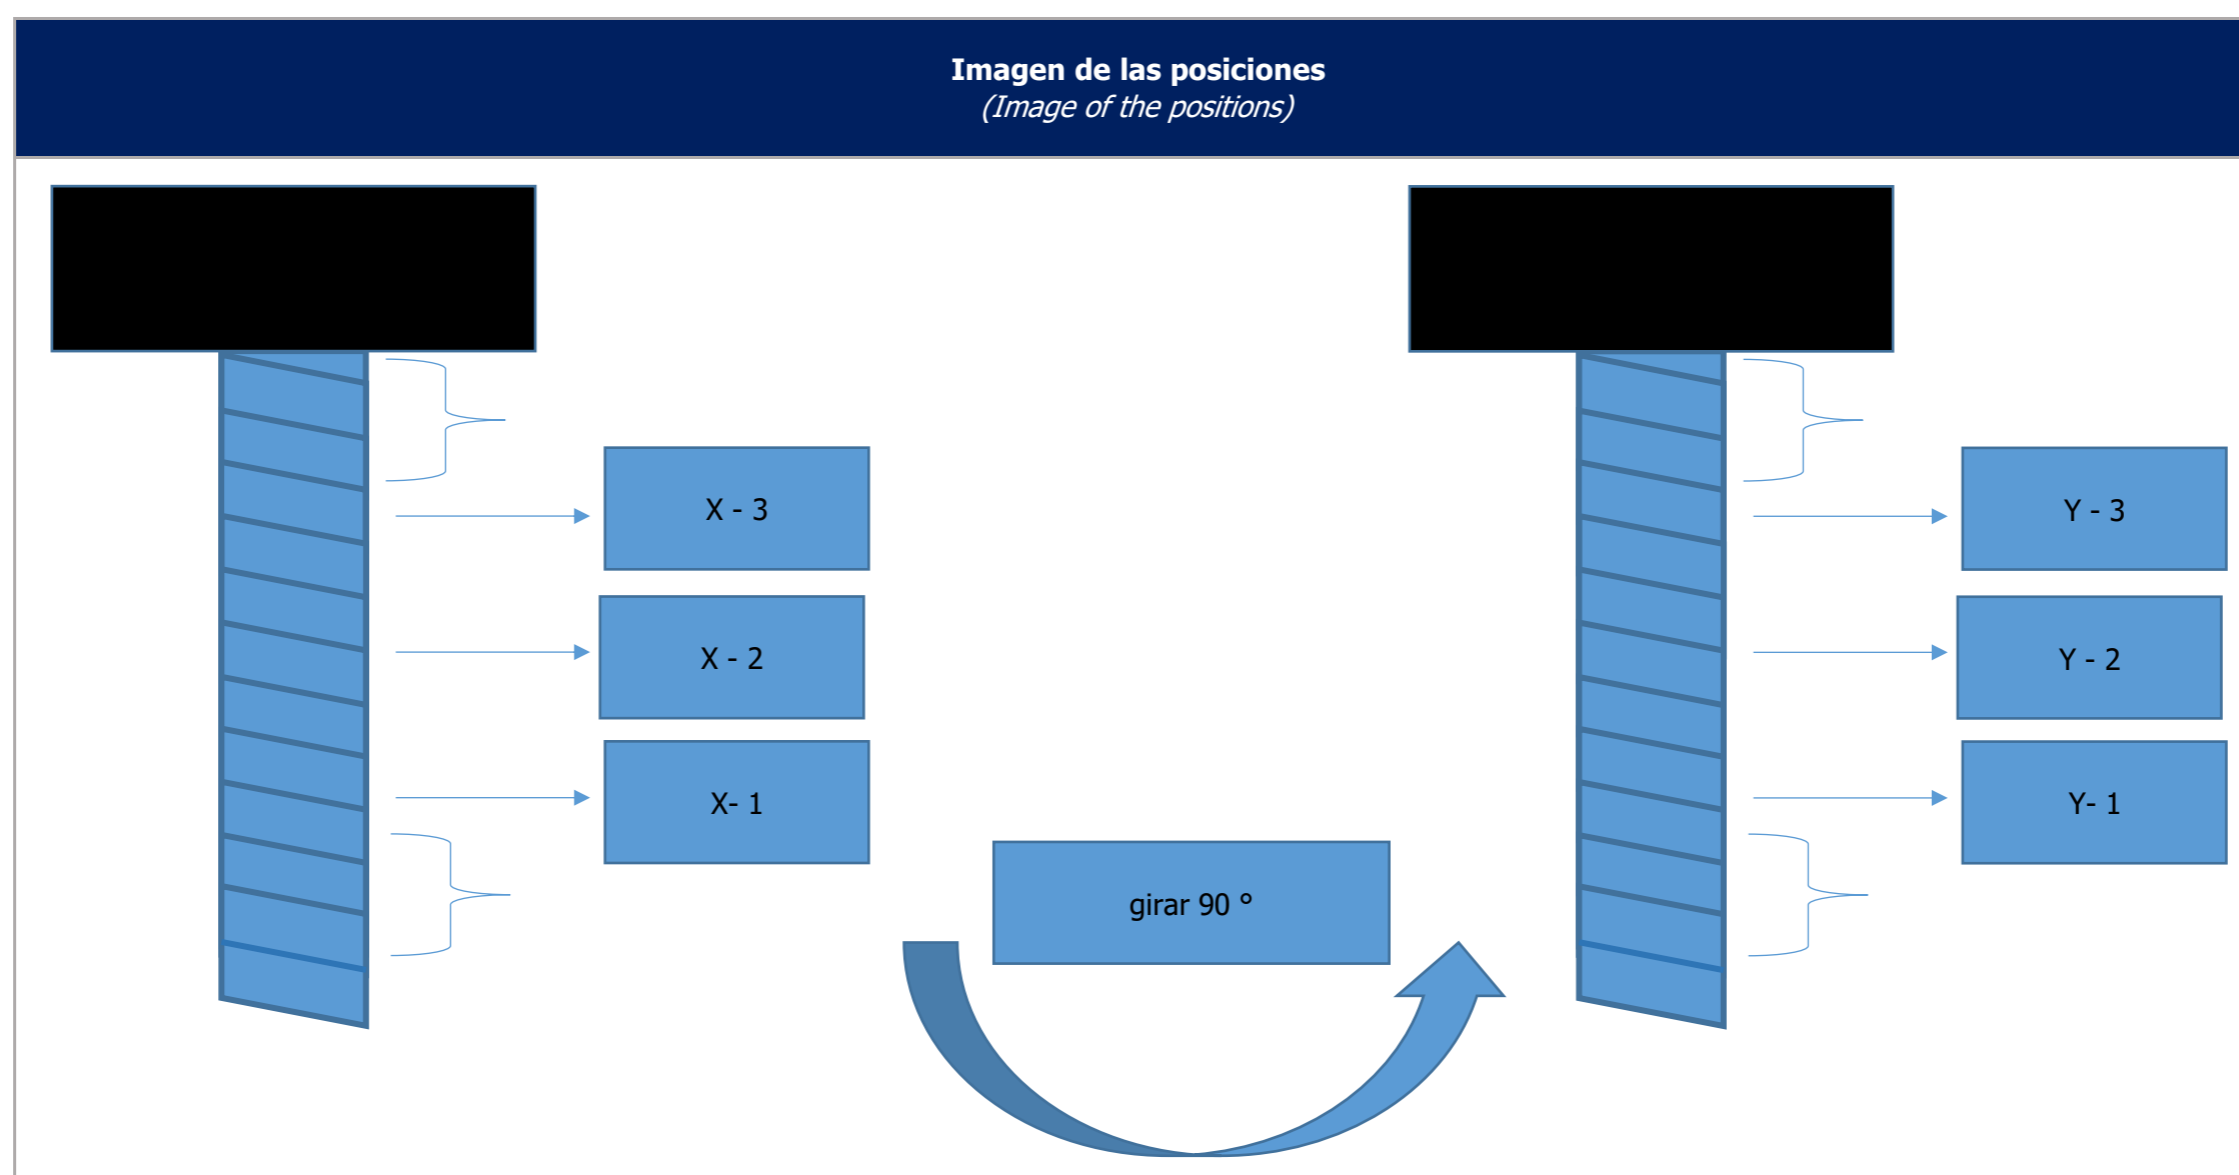 Imagen de las posiciones
(Image of the positions)
X - 3
X - 2
X- 1
girar 90 °
Y - 3
Y - 2
Y- 1